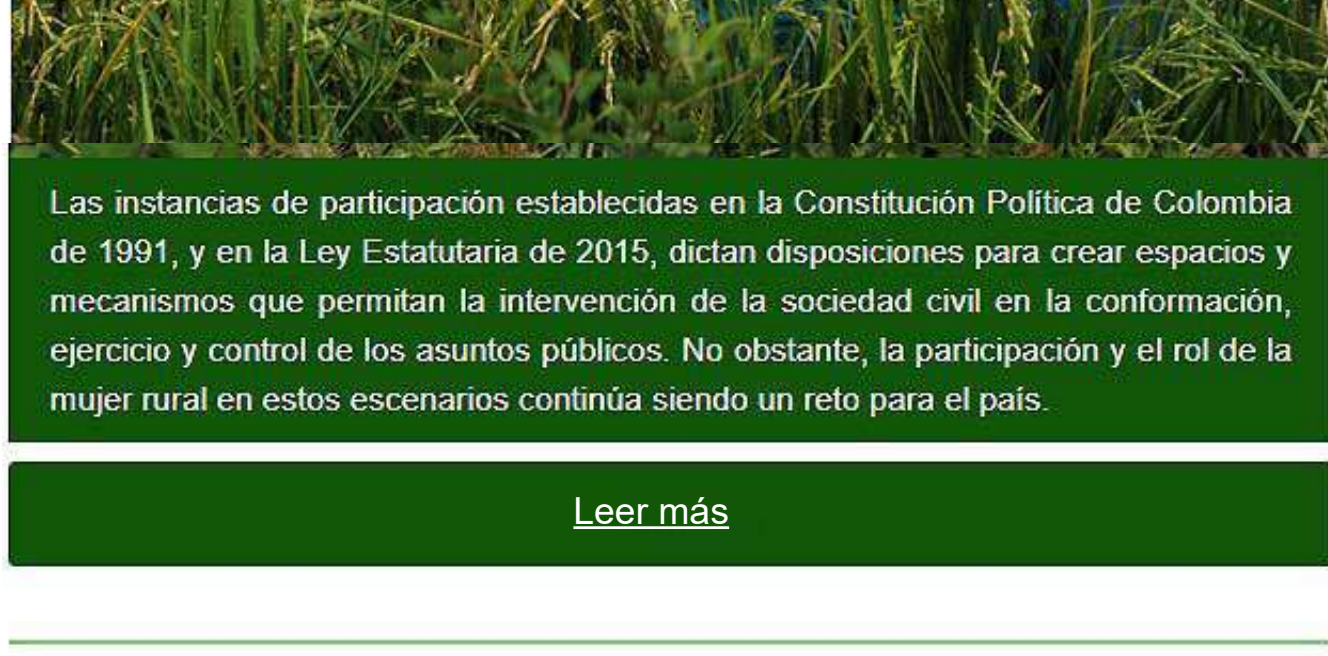 Las instancias de participación establecidas en la Constitución Política de Colombia
de 1991, y en la Ley Estatutaria de 2015, dictan disposiciones para crear espacios y
mecanismos que permitan la intervención de la sociedad civil en la conformación,
ejercicio y control de los asuntos públicos. No obstante, la participación y el rol de la
mujer rural en estos escenarios continúa siendo un reto para el país.
Leer más